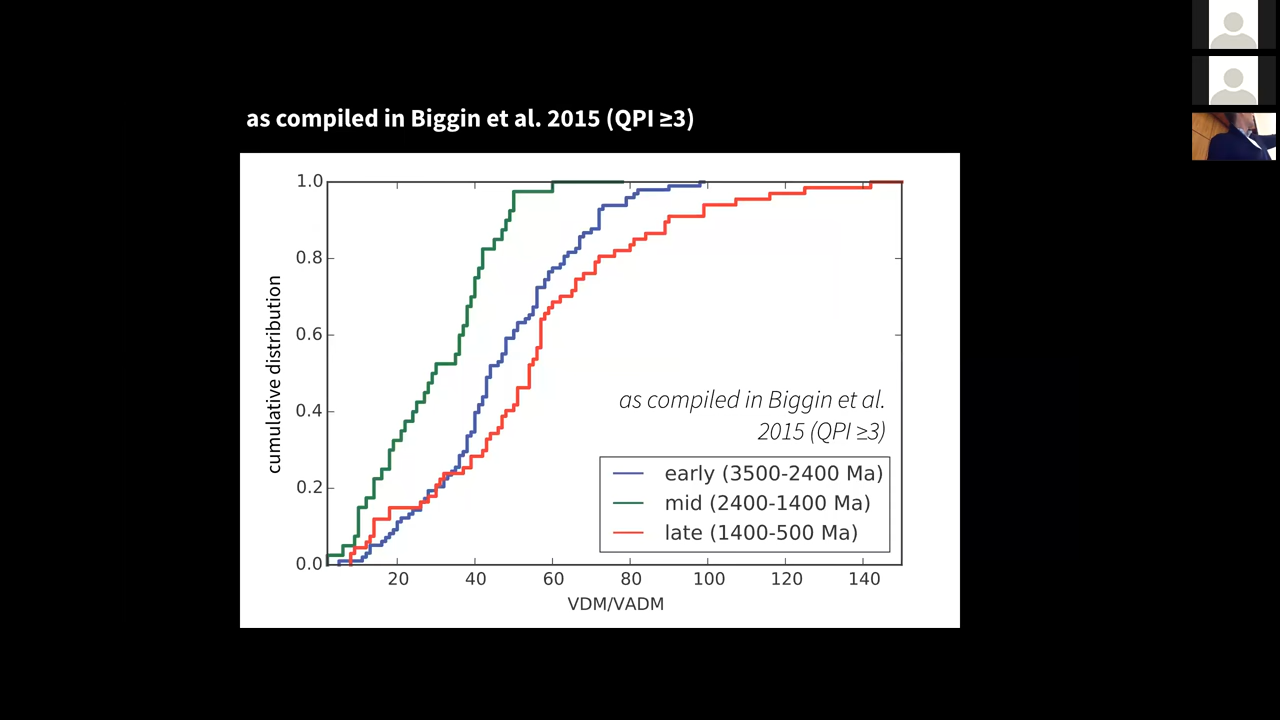 as compiled in Biggin et al. 2015 (QPI ≥3)
1.0
0.8
0.6
0.4
0.2
0.0
cumulative distribution
20 40 60 80 100 120 140
VDM/VADM
as compiled in Biggin et al.
2015 (QPI ≥3)
early (3500-2400 Ma)
mid (2400-1400 Ma)
late (1400-500 Ma)